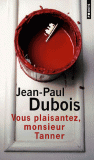 Jean-Paul
Dubois
Vous plaisantez,
monsieur
Tanner